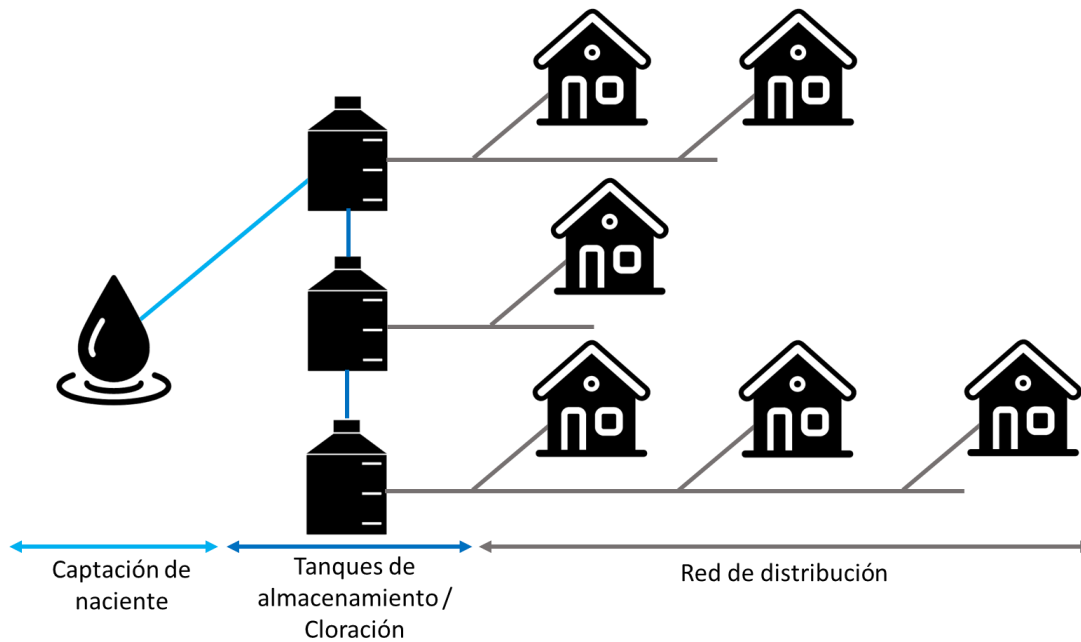 Captación de
naciente
Tanques de
almacenamiento /
Cloración
Red de distribución